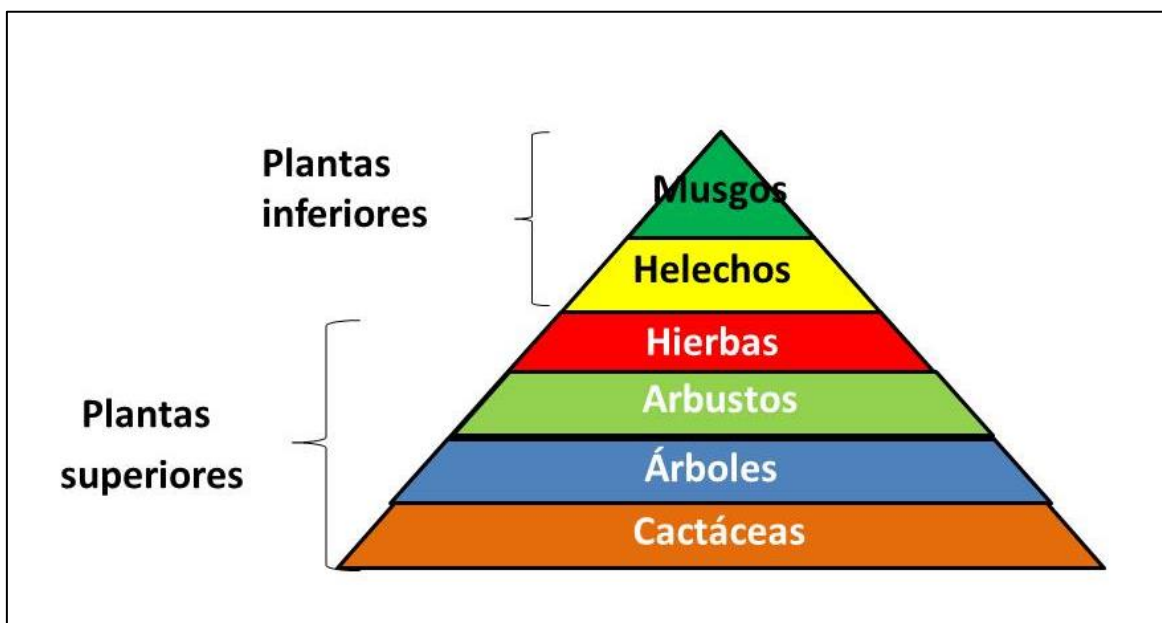 Plantas
inferiores
Musgos
Helechos
Hierbas
Arbustos
Árboles
Cactáceas
Plantas
superiores